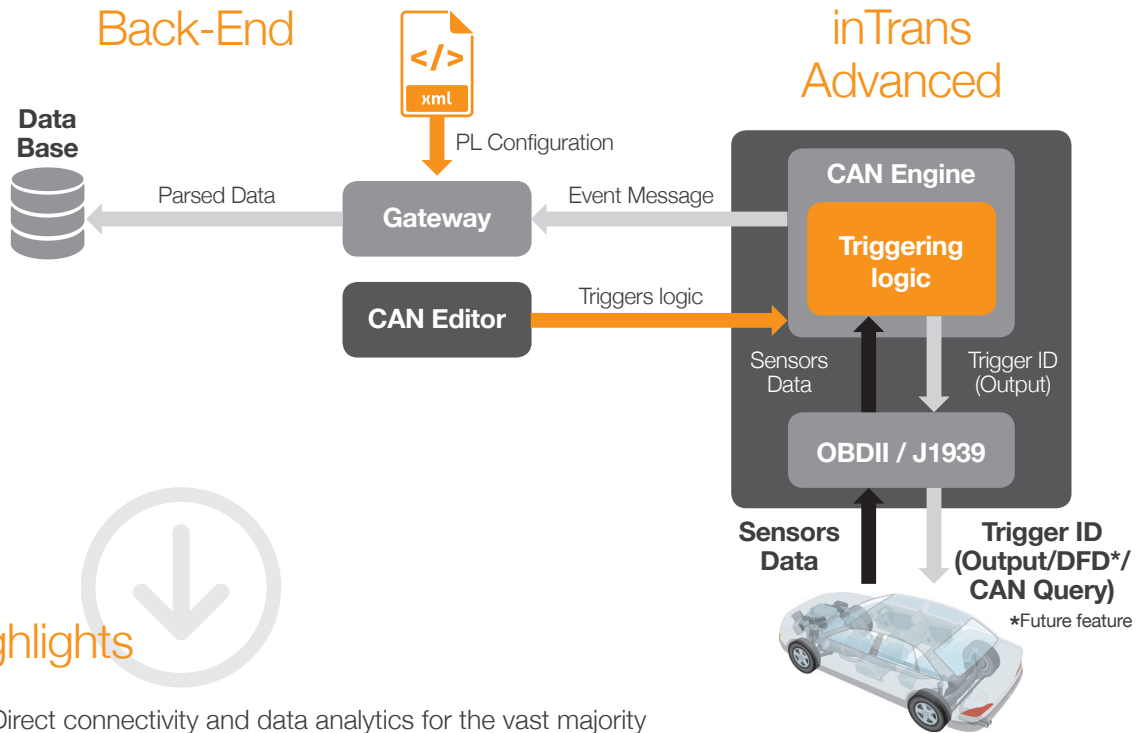 Back-End
inTrans
Advanced
</>
xml
Data
Base
PL Configuration
CAN Engine
Parsed Data
Gateway
Event Message
Triggering
logic
CAN Editor
Triggers logic
Sensors
Data
Trigger ID
(Output)
OBDII / J1939
Sensors
Data
Trigger ID
(Output/DFD*/
CAN Query)
*Future feature
ghlights
Direct connectivity and data analytics for the vast majority